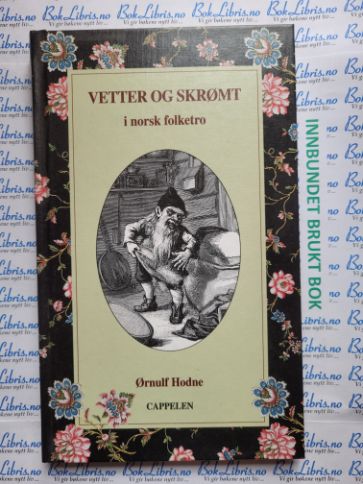 VETTER OG SKRØMT
i norsk folketro
Ørnulf Hodne
CAPPELEN
INNBUNDET BRUKT BOK
BokLibris.no
Vi gir bøkene nytt liv...